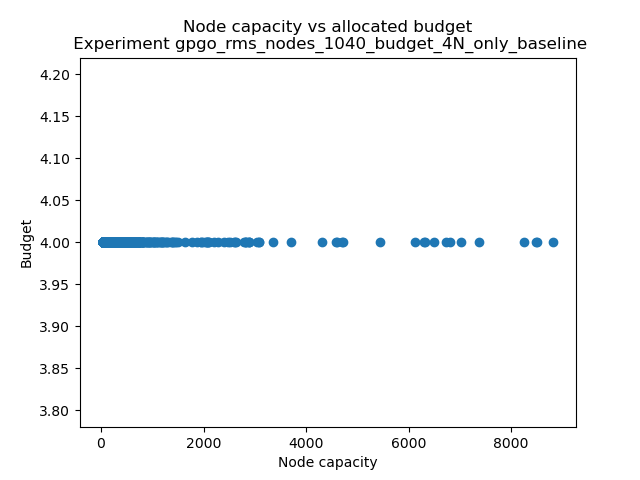 Node capacity vs allocated budget
Experiment gpgo_rms_nodes_1040_budget_4N_only_baseline
4.20
4.15
4.10
4.05
4.00
3.95
3.90
3.85
3.80
Budget
0 2000 4000 6000 8000
Node capacity